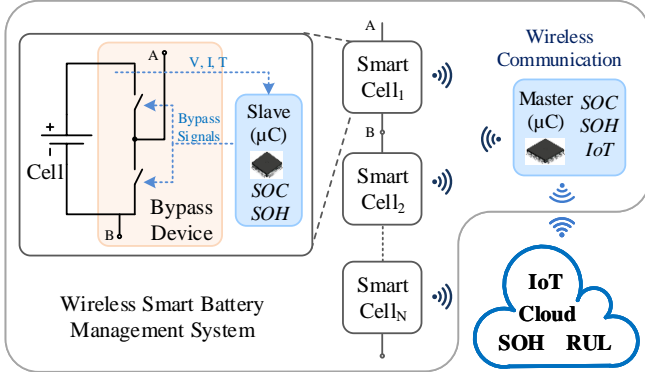 A
V, I, T
Bypass
Signals
Slave
(µC)
SOC
SOH
+
-
Cell
B
Bypass
Device
A
Smart
Cell1
B
Smart
Cell2
Smart
CellN
Wireless
Communication
Master
(µC)
SOC
SOH
IoT
IoT
Cloud
SOH RUL
Wireless Smart Battery
Management System